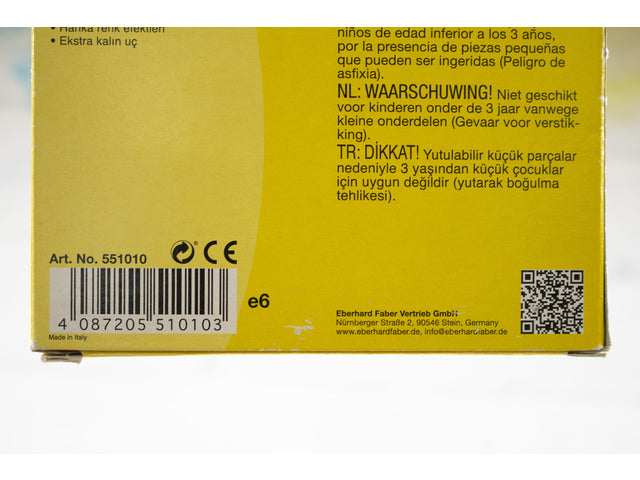 • Harika renk efektleri
• Ekstra kalın uç
niños de edad inferior a los 3 años,
por la presencia de piezas pequeñas
que pueden ser ingeridas (Peligro de
asfixia).
NL: WAARSCHUWING! Niet geschikt
voor kinderen onder de 3 jaar vanwege
kleine onderdelen (Gevaar voor verstik-
king).
TR: DİKKAT! Yutulabilir küçük parçalar
nedeniyle 3 yaşından küçük çocuklar
için uygun değildir (yutarak boğulma
tehlikesi).
Art. No. 551010
CE
4 087205 510103
e6
Made in Italy
Eberhard Faber Vertrieb GmbH
Nürnberger Straße 2, 90546 Stein, Germany
www.eberhardfaber.de, info@eberhardfaber.de